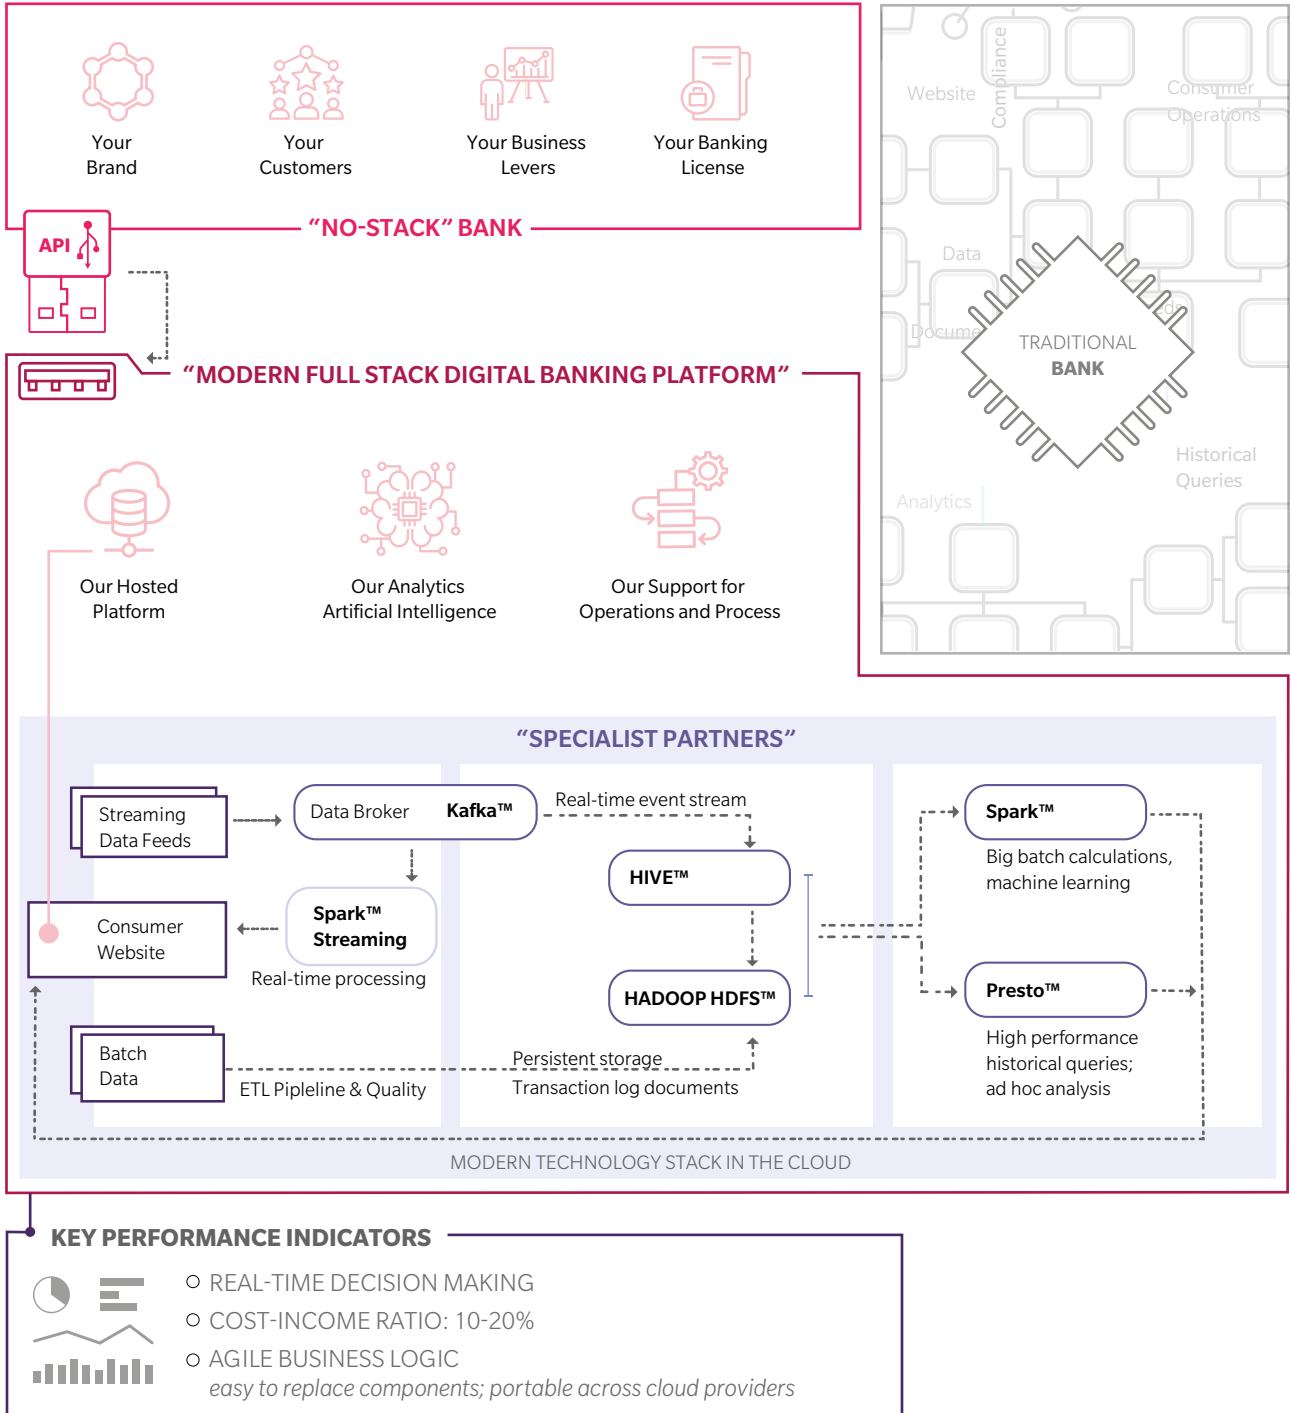 Your
Brand
Your
Customers
Your Business
Levers
Your Banking
License
“NO-STACK” BANK
API
“MODERN FULL STACK DIGITAL BANKING PLATFORM”
Our Hosted
Platform
Our Analytics
Artificial Intelligence
Our Support for
Operations and Process
Website
Compliance
Consumer
Operations
Data
TRADITIONAL
BANK
Historical
Queries
Analytics
“SPECIALIST PARTNERS”
Streaming
Data Feeds
Data Broker Kafka™
Real-time event stream
Spark™
Big batch calculations,
machine learning
HIVE™
Consumer
Website
Spark™
Streaming
Real-time processing
HADOOP HDFS™
Presto™
High performance
historical queries;
ad hoc analysis
Batch
Data
ETL Pipleline & Quality
Persistent storage
Transaction log documents
MODERN TECHNOLOGY STACK IN THE CLOUD
KEY PERFORMANCE INDICATORS
REAL-TIME DECISION MAKING
COST-INCOME RATIO: 10-20%
AGILE BUSINESS LOGIC
easy to replace components; portable across cloud providers